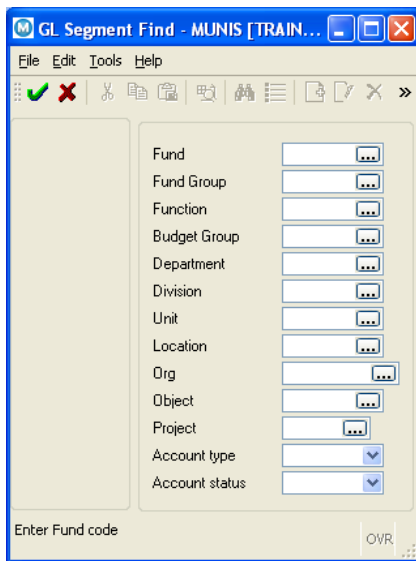 GL Segment Find - MUNIS [TRAIN...
File Edit Tools Help
Fund
Fund Group
Function
Budget Group
Department
Division
Unit
Location
Org
Object
Project
Account type
Account status
Enter Fund code
OVR